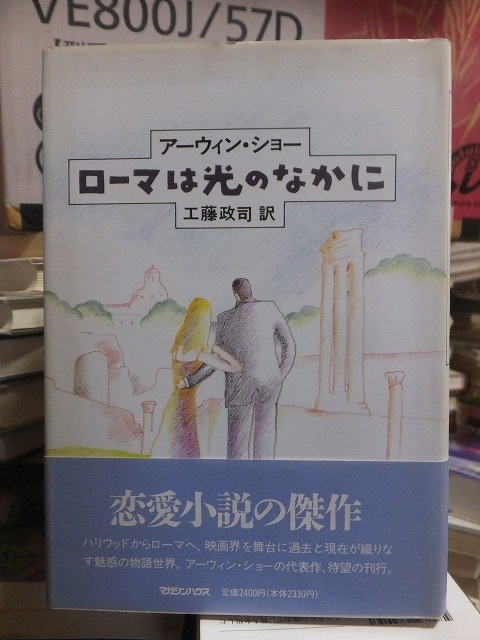 VE800J/57D
アーウィン・ショー
ローマは光のなかに
工藤政司 訳
恋愛小説の傑作
ハリウッドからローマへ、映画界を舞台に過去と現在が織りな
す魅惑の物語世界。アーウィン・ショーの代表作、待望の刊行。
マガジンハウス 定価2400円(本体2330円)